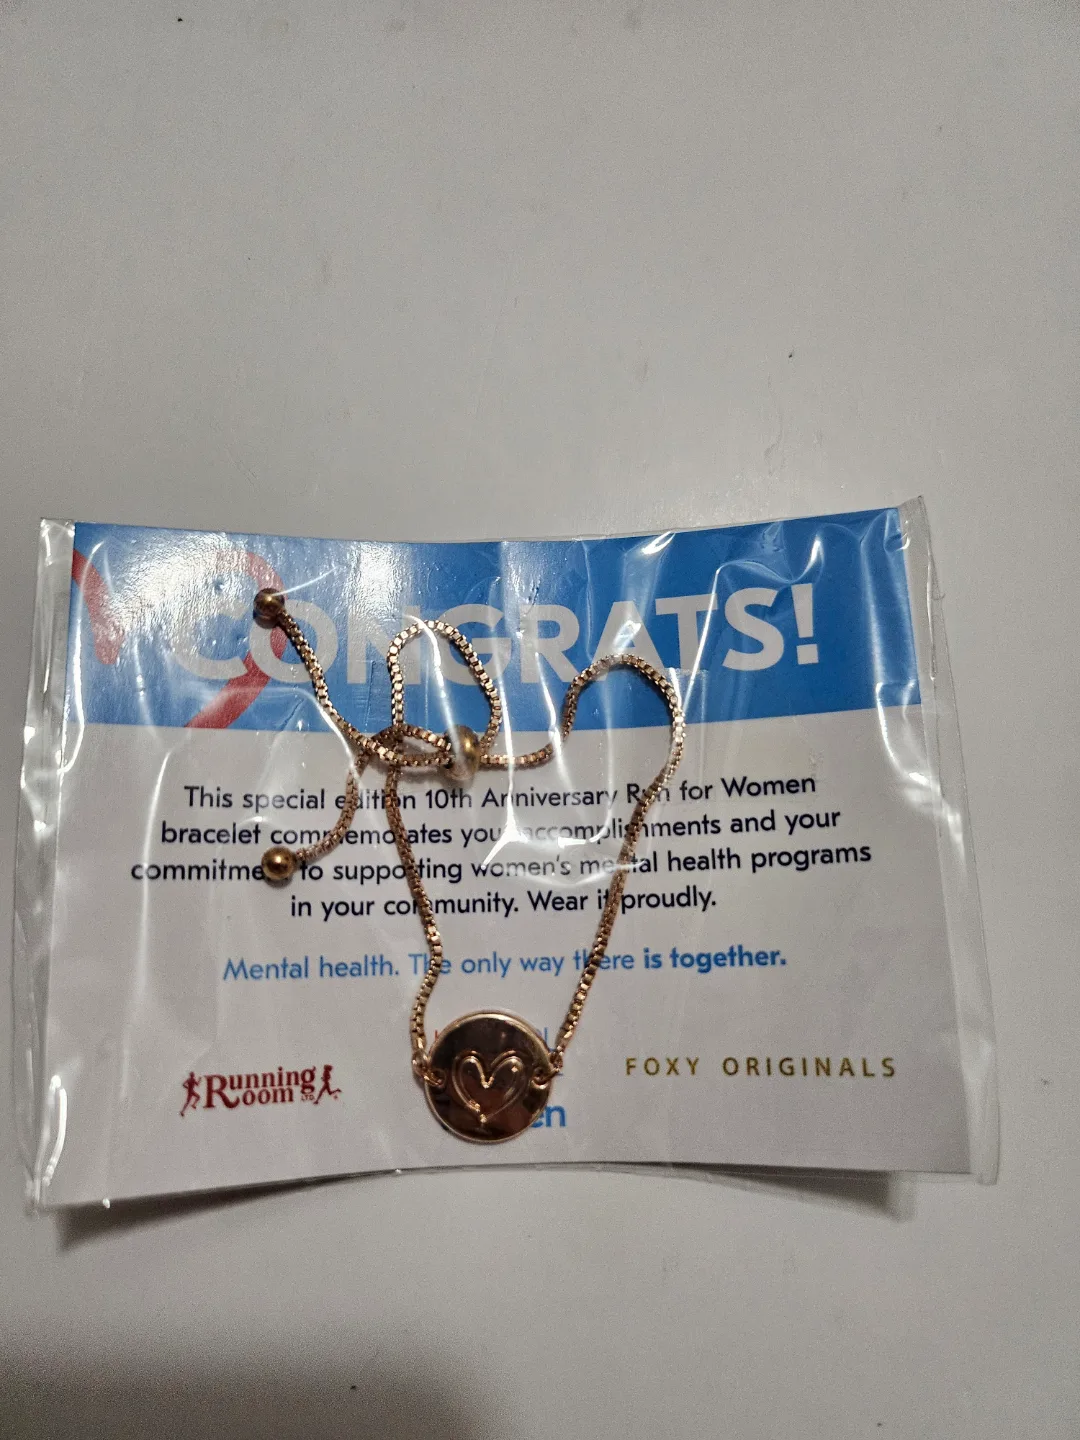 CONGRATS!
This special edition 10th Anniversary Run for Women
bracelet commemorates your accomplishments and your
commitment to supporting women's mental health programs
in your community. Wear it proudly.
Mental health. The only way there is together.
Running
Room
FOXY ORIGINALS